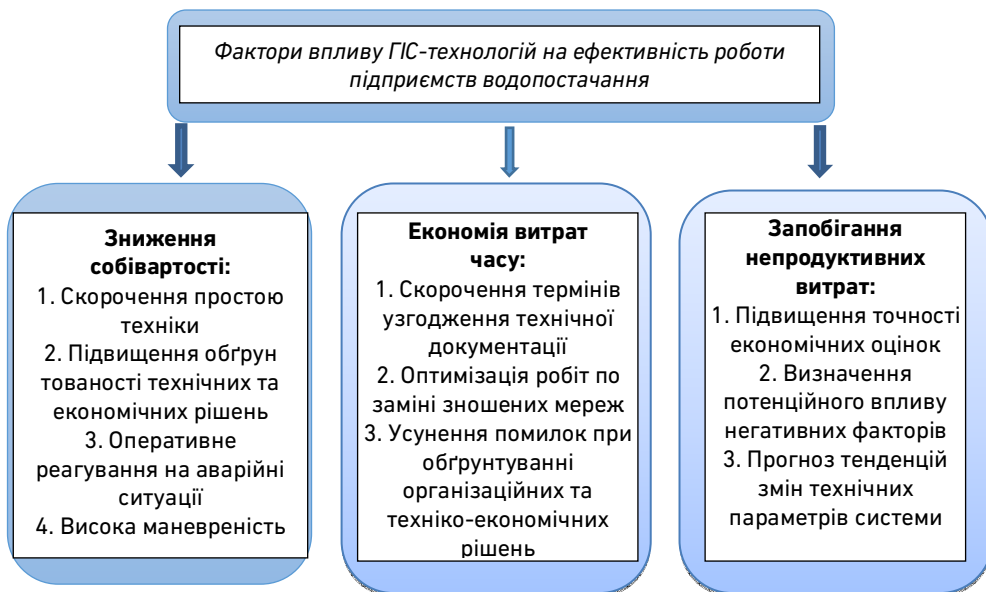 Фактори впливу ГІС-технологій на ефективність роботи
підприємств водопостачання
Зниження
собівартості:
1. Скорочення простою
техніки
2. Підвищення обґрун
тованості технічних та
економічних рішень
3. Оперативне
реагування на аварійні
ситуації
4. Висока маневреність
Економія витрат
часу:
1. Скорочення термінів
узгодження технічної
документації
2. Оптимізація робіт по
заміні зношених мереж
3. Усунення помилок при
обґрунтуванні
організаційних та
техніко-економічних
рішень
Запобігання
непродуктивних
витрат:
1. Підвищення точності
економічних оцінок
2. Визначення
потенційного впливу
негативних факторів
3. Прогноз тенденцій
змін технічних
параметрів системи